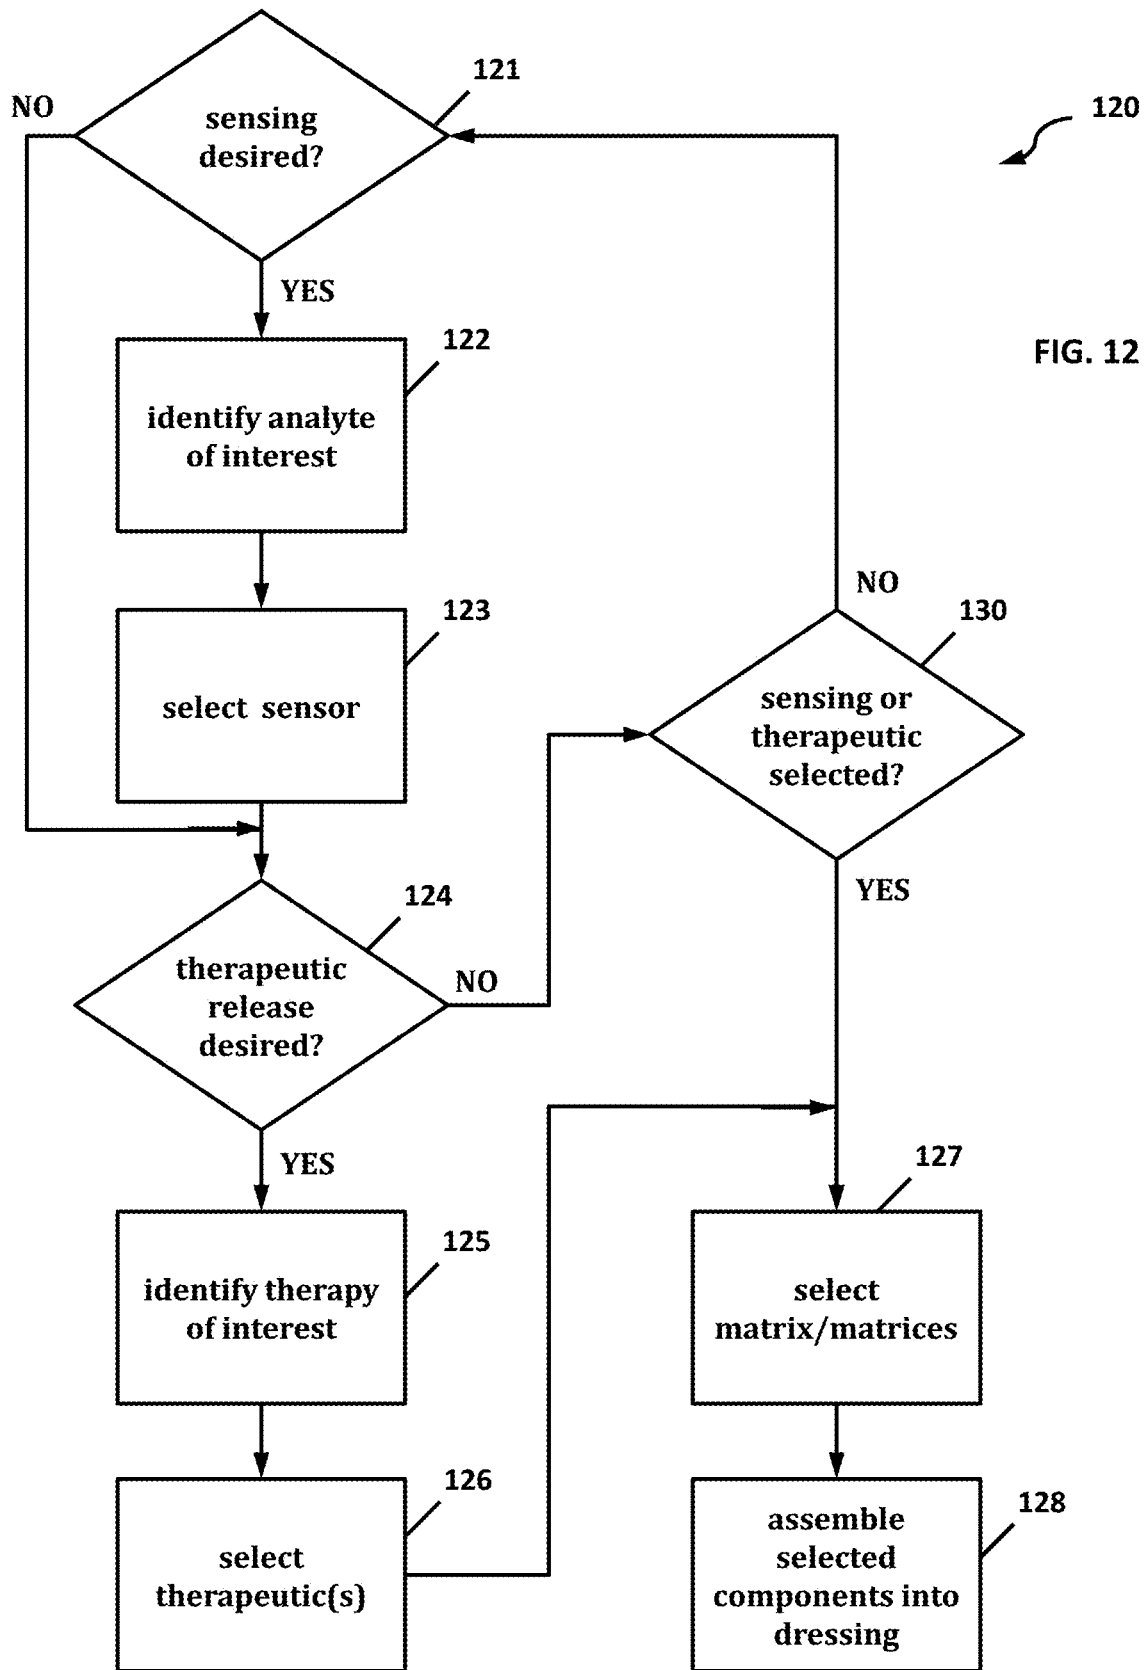 121
NO
120
sensing
desired?
YES
122
FIG. 12
identify analyte
of interest
NO
123
130
select sensor
sensing or
therapeutic
selected?
124
YES
therapeutic
release
desired?
NO
YES
127
125
identify therapy
of interest
select
matrix/matrices
126
128
select
therapeutic(s)
assemble
selected
components into
dressing